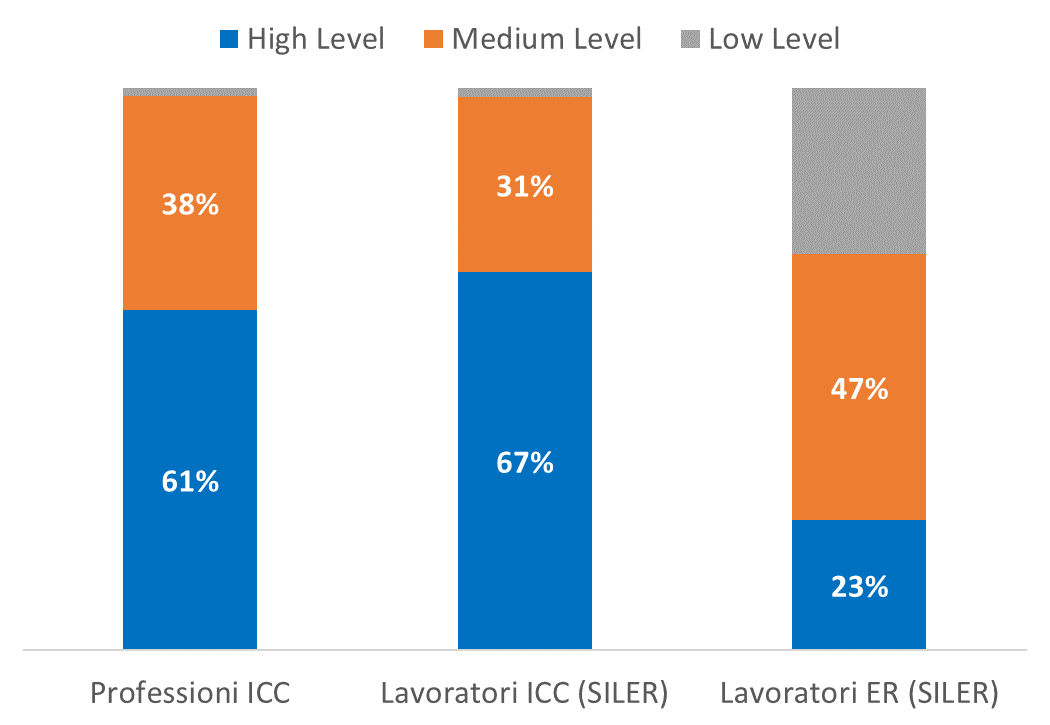 High Level Medium Level Low Level
38% 31% 47%
61% 67% 23%
Professioni ICC Lavoratori ICC (SILER) Lavoratori ER (SILER)